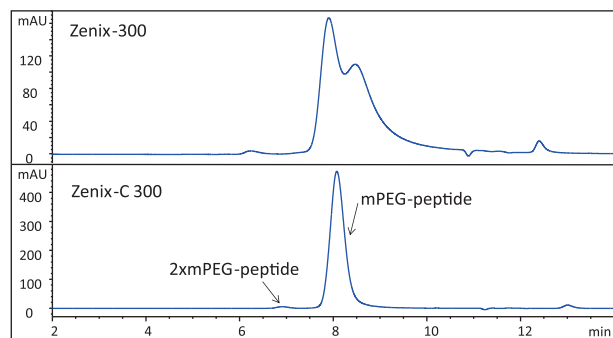 mAU
Zenix-300
120
80
40
0
mAU
Zenix-C 300
400
mPEG-peptide
300
200
2xmPEG-peptide
100
0
2 4 6 8 10 12 min